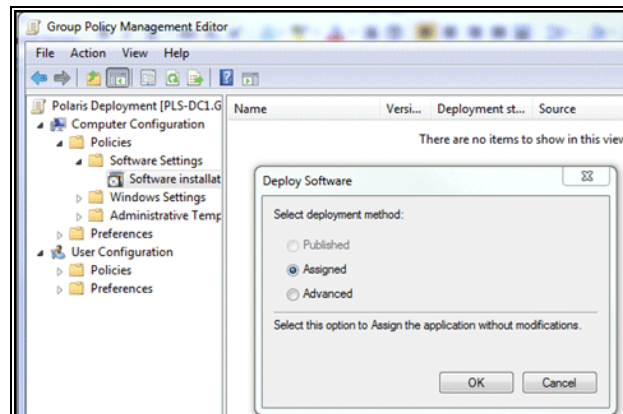 Group Policy Management Editor
File Action View Help
Polaris Deployment [PLS-DC1.G
Computer Configuration
Policies
Software Settings
Software installat
Windows Settings
Administrative Temp
Preferences
User Configuration
Policies
Preferences
Name Versi... Deployment st... Source
There are no items to show in this view
Deploy Software
Select deployment method:
Published
Assigned
Advanced
Select this option to Assign the application without modifications.
OK Cancel